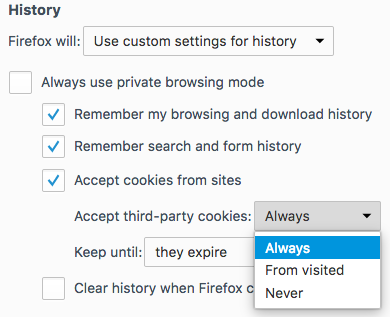 History
Firefox will: Use custom settings for history
Always use private browsing mode
Remember my browsing and download history
Remember search and form history
Accept cookies from sites
Accept third-party cookies: Always
Always
Keep until: they expire
From visited
Never
Clear history when Firefox c